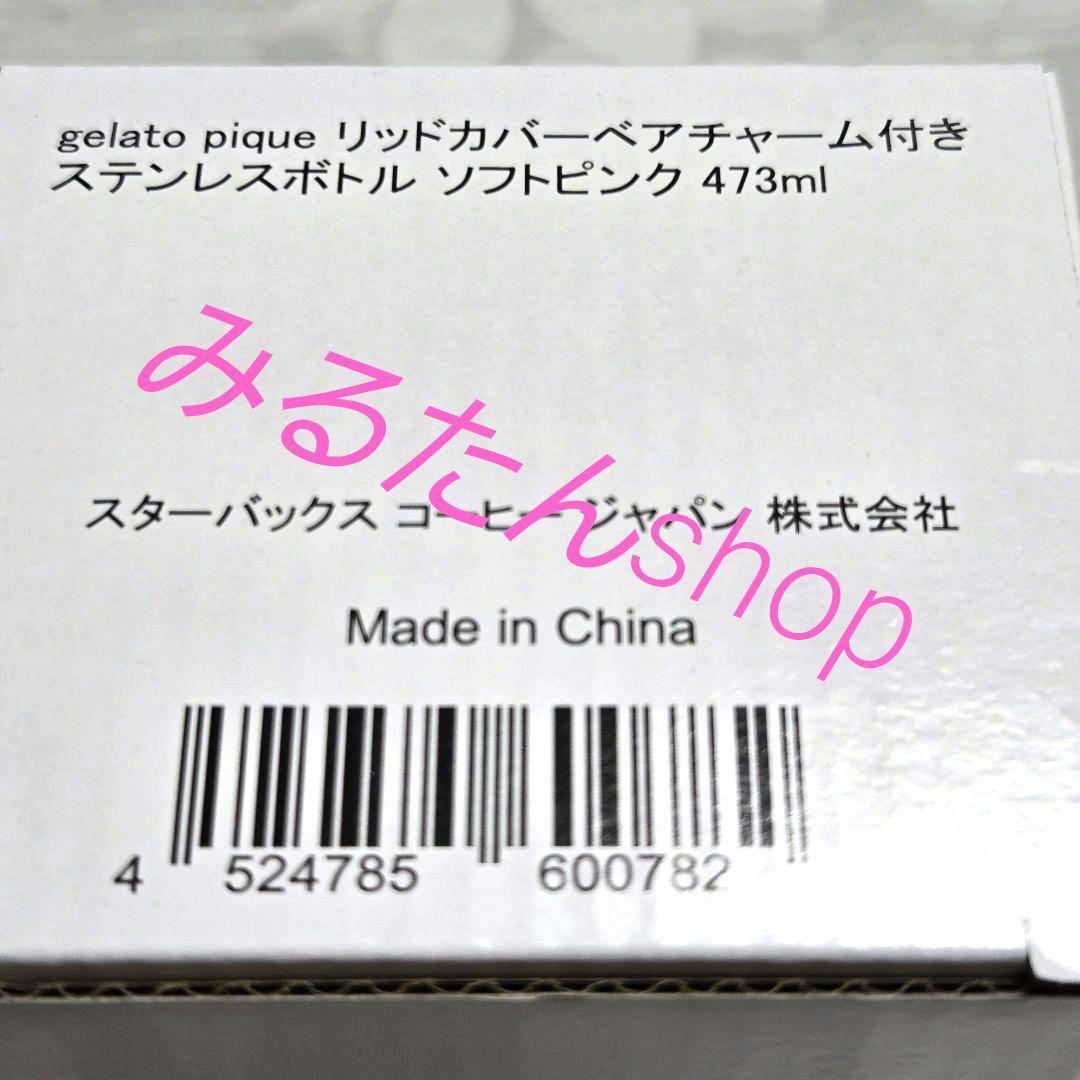 gelato pique リッドカバーベアチャーム付き
ステンレスボトル ソフトピンク 473ml
みるたんshop
スターバックス コーヒー ジャパン 株式会社
Made in China
4 524785 600782